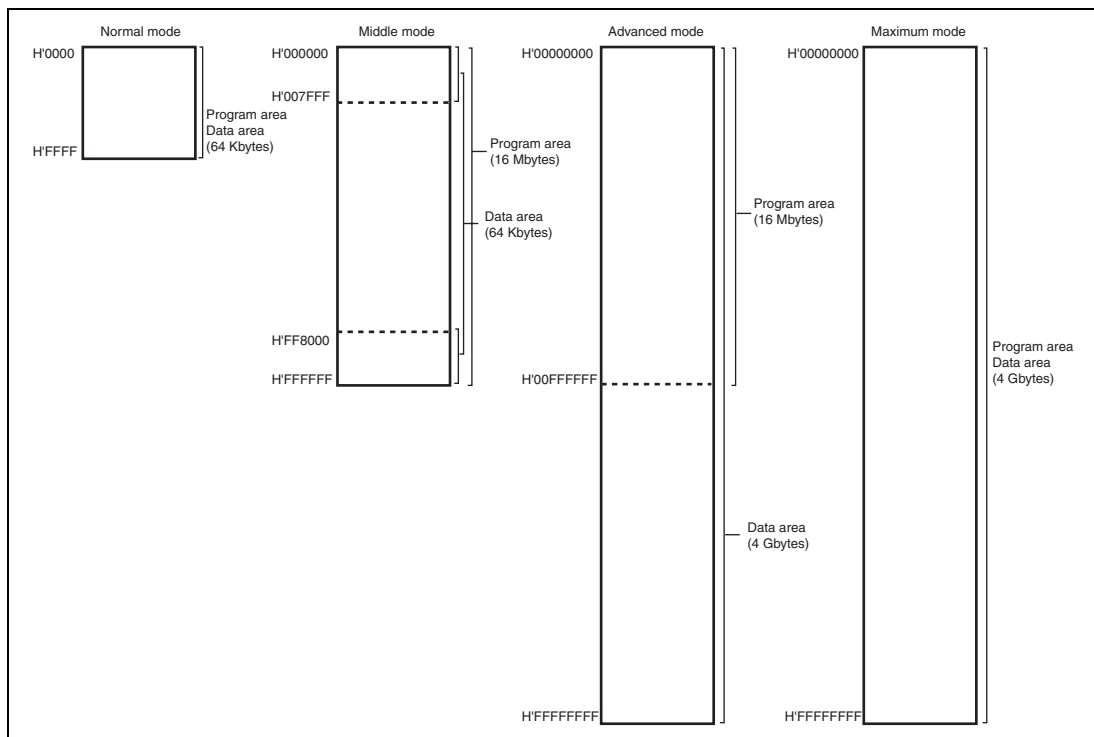 Normal mode
H'0000
H'FFFF
Program area
Data area
(64 Kbytes)
Middle mode
H'000000
H'007FFF
H'FF8000
H'FFFFFF
Program area
(16 Mbytes)
Data area
(64 Kbytes)
Advanced mode
H'00000000
H'00FFFFFF
H'FFFFFFFF
Program area
(16 Mbytes)
Data area
(4 Gbytes)
Maximum mode
H'00000000
H'FFFFFFFF
Program area
Data area
(4 Gbytes)